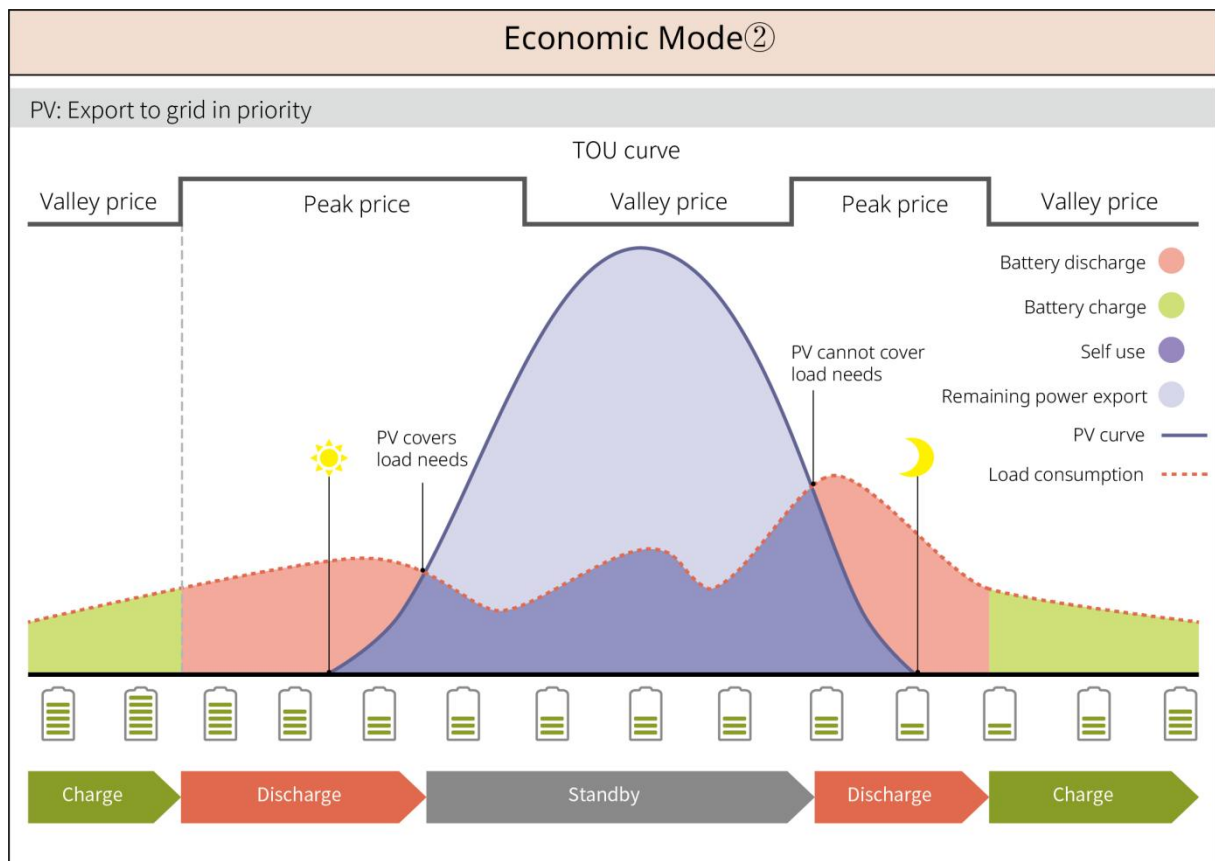 Economic Mode②
PV: Export to grid in priority
TOU curve
Valley price
Peak price
Valley price
Peak price
Valley price
Battery discharge
Battery charge
Self use
Remaining power export
PV curve
Load consumption
PV cannot cover
load needs
PV covers
load needs
Charge
Discharge
Standby
Discharge
Charge